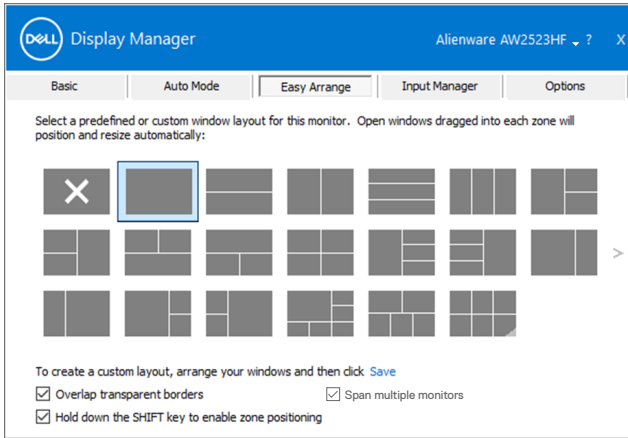 DELL Display Manager Alienware AW2523HF ? X
Basic Auto Mode Easy Arrange Input Manager Options
Select a predefined or custom window layout for this monitor. Open windows dragged into each zone will
position and resize automatically:
>
To create a custom layout, arrange your windows and then click Save
Overlap transparent borders Span multiple monitors
Hold down the SHIFT key to enable zone positioning